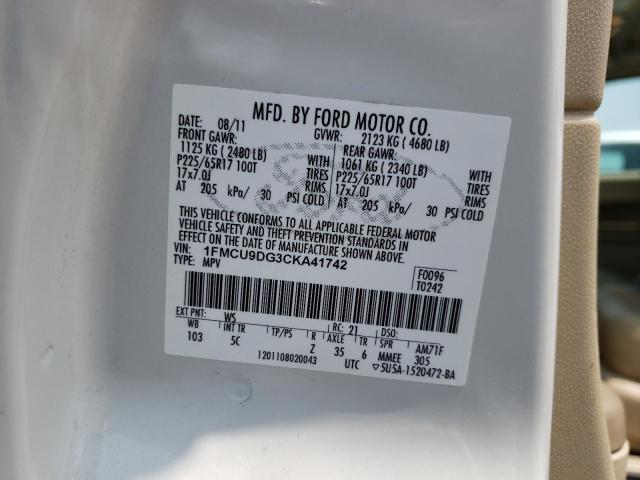 MFD. BY FORD MOTOR CO.
DATE: 08/11 GVWR: 2123 KG ( 4680 LB)
FRONT GAWR: REAR GAWR:
1125 KG ( 2480 LB) WITH 1061 KG ( 2340 LB) WITH
P225/65R17 100T TIRES P225/65R17 100T TIRES
17x7.0J RIMS 17x7.0J RIMS
AT 205 kPa/ 30 PSI COLD AT 205 kPa/ 30 PSI COLD
THIS VEHICLE CONFORMS TO ALL APPLICABLE FEDERAL MOTOR
VEHICLE SAFETY AND THEFT PREVENTION STANDARDS IN
EFFECT ON THE DATE OF MANUFACTURE SHOWN ABOVE.
VIN: 1FMCU9DG3CKA41742 F0096
TYPE: MPV T0242
EXT PNT: WS RC: 21 DSO:
WB INT TR TP/PS R AXLE TR SPR AM71F
103 5C Z 35 6 MMEE 305
1201108020043 UTC ▽5U5A-1520472-BA